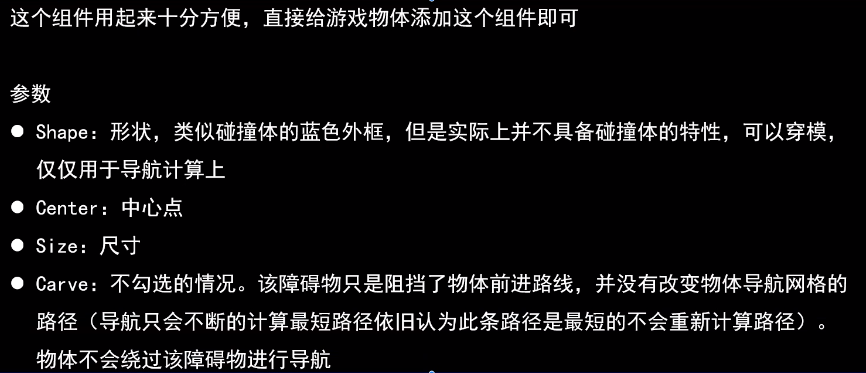 这个组件用起来十分方便，直接给游戏物体添加这个组件即可
参数
● Shape：形状，类似碰撞体的蓝色外框，但是实际上并不具备碰撞体的特性，可以穿模，
仅仅用于导航计算上
● Center：中心点
● Size：尺寸
● Carve：不勾选的情况。该障碍物只是阻挡了物体前进路线，并没有改变物体导航网格的
路径（导航只会不断的计算最短路径依旧认为此条路径是最短的不会重新计算路径）。
物体不会绕过该障碍物进行导航